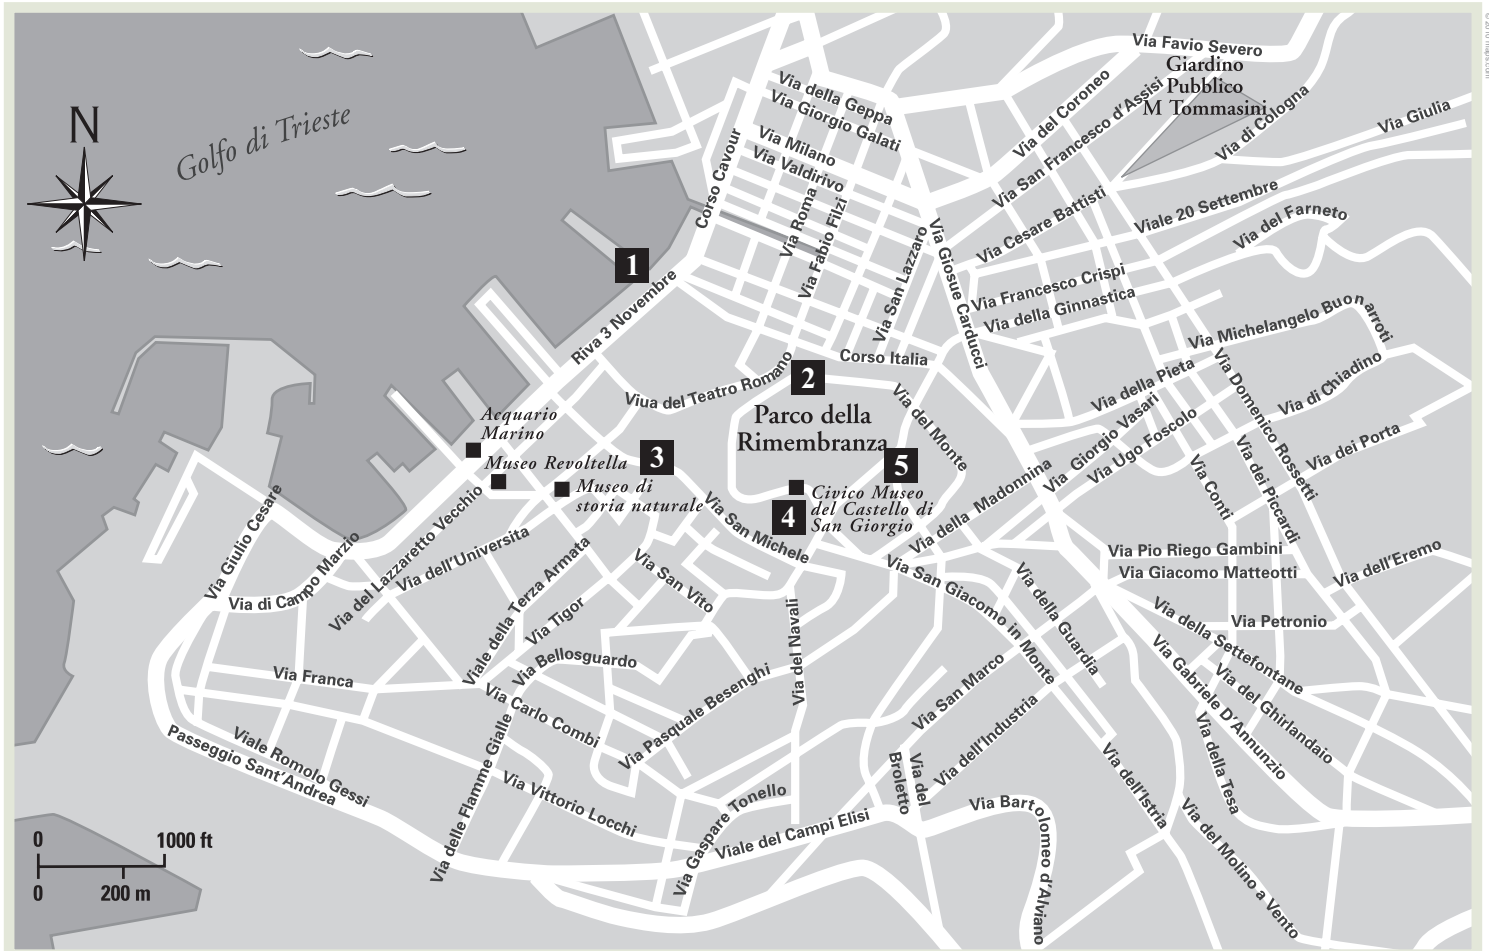 Via Favio Severo
Giardino
Pubblico
M Tommasini
Via della Geppa
Via Giorgio Galati
Via del Coroneo
Via San Francesco d'Assisi
Via di Cologna
Via Giulia
N
Golfo di Trieste
Corso Cavour
Via Milano
Via Valdirivo
Via Roma
Via Fabio Filzi
Via San Lazzaro
Via Giosue Carducci
Via Cesare Battisti
Viale 20 Settembre
Via del Farneto
1
Riva 3 Novembre
Via Francesco Crispi
Via della Ginnastica
Via Michelangelo Buonarroti
Corso Italia
Viua del Teatro Romano
2
Via della Pieta
Via Domenico Rossetti
Via di Chiadino
Acquario
Marino
Parco della
Rimembranza
Via del Monte
Via Giorgio Vasari
Via Ugo Foscolo
Via dei Porta
Museo Revoltella
3
5
Via della Madonnina
Via Conti
Via dei Piccardi
Museo di
storia naturale
4
Civico Museo
del Castello di
San Giorgio
Via Giulio Cesare
Via di Campo Marzio
Via del Lazzaretto Vecchio
Via dell'Universita
Via San Michele
Via Pio Riego Gambini
Via Giacomo Matteotti
Via dell'Eremo
Viale della Terza Armata
Via San Vito
Via Tigor
Via del Navali
Via San Giacomo in Monte
Via della Guardia
Via della Settefontane
Via Petronio
Via Franca
Via Bellosguardo
Via Carlo Combi
Via Pasquale Besenghi
Via San Marco
Via dell'Industria
Via Gabriele D'Annunzio
Via del Ghirlandaio
Viale Romolo Gessi
Passeggio Sant'Andrea
Via delle Fiamme Gialle
Via Vittorio Locchi
Via Gaspare Tonello
Viale del Campi Elisi
Via del
Broletto
Via Bartolomeo d'Alviano
Via dell'Istria
Via della Tesa
Via del Molino a Vento
0 1000 ft
0 200 m